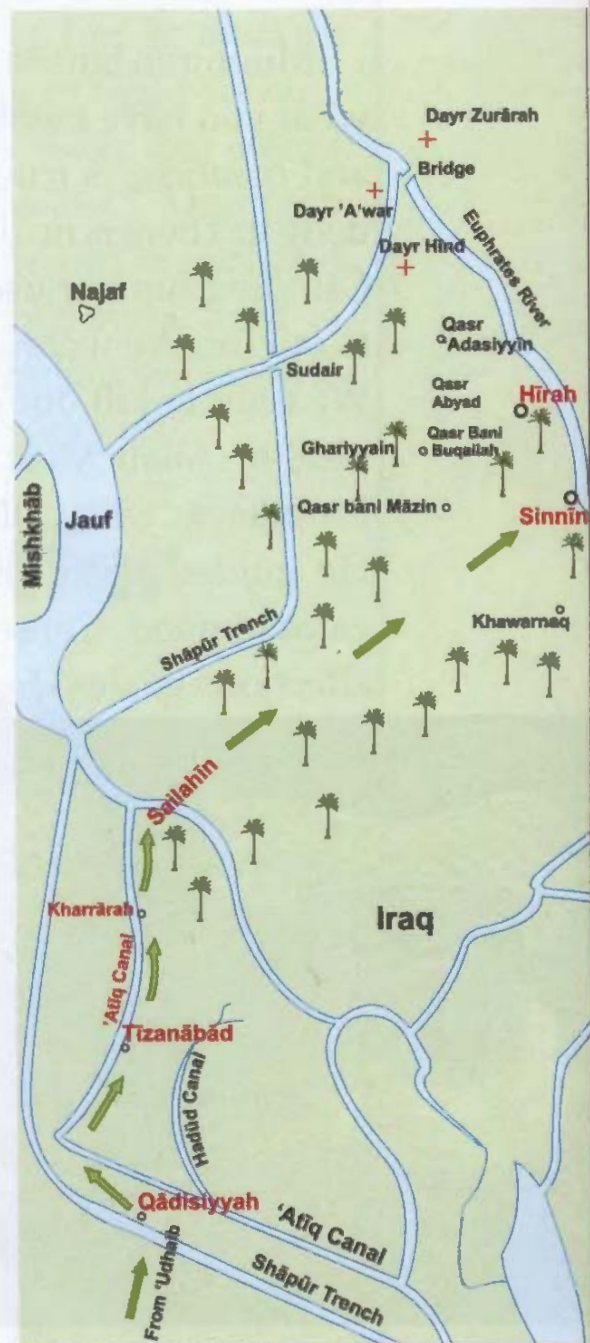 Dayr Zurārah
Bridge
Dayr 'A'war
Dayr Hīnd
Euphrates River
Najaf
Qasr
Adasiyyīn
Sudair
Qasr
Abyad
Hīrah
Ghariyyain
Qasr Bani
Buqailah
Mishkhāb
Jauf
Qasr bani Māzin
Sinnīn
Khawarnaq
Shāpūr Trench
Sailahīn
Kharrārah
Iraq
'Atīq Canal
Tīzanābād
Hadūd Canal
Qādisiyyah
'Atīq Canal
Shāpūr Trench
From 'Udhaib